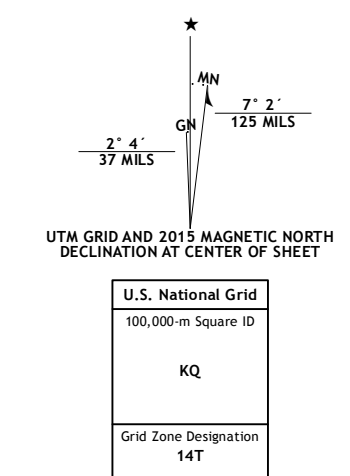 ★
MN
7° 2´
125 MILS
GN
2° 4´
37 MILS
UTM GRID AND 2015 MAGNETIC NORTH
DECLINATION AT CENTER OF SHEET
U.S. National Grid
100,000-m Square ID
KQ
Grid Zone Designation
14T